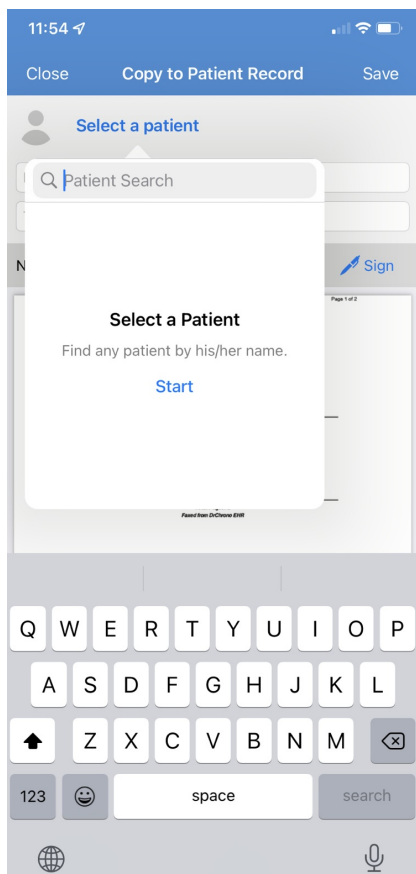 11:54
Close Copy to Patient Record Save
Select a patient
Patient Search
N
Sign
Page 1 of 2
Select a Patient
Find any patient by his/her name.
Start
Faxed from DrChrono EHR
Q W E R T Y U I O P
A S D F G H J K L
Z X C V B N M
123 space search